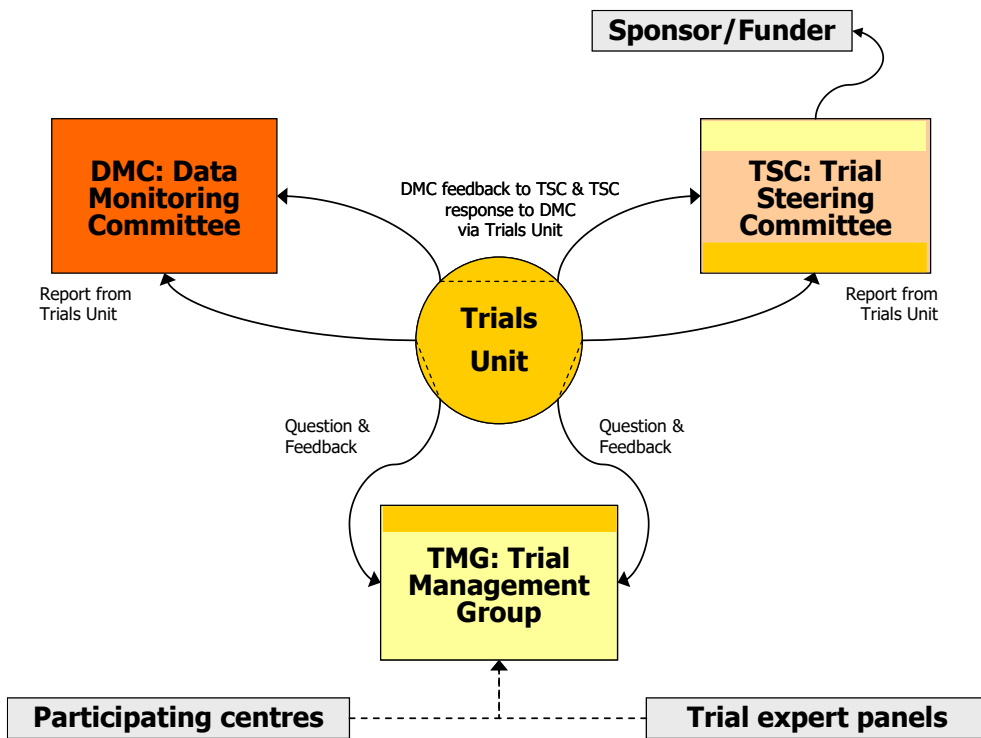 Sponsor/Funder
DMC: Data
Monitoring
Committee
DMC feedback to TSC & TSC
response to DMC
via Trials Unit
TSC: Trial
Steering
Committee
Report from
Trials Unit
Trials
Unit
Report from
Trials Unit
Question &
Feedback
Question &
Feedback
TMG: Trial
Management
Group
Participating centres
Trial expert panels